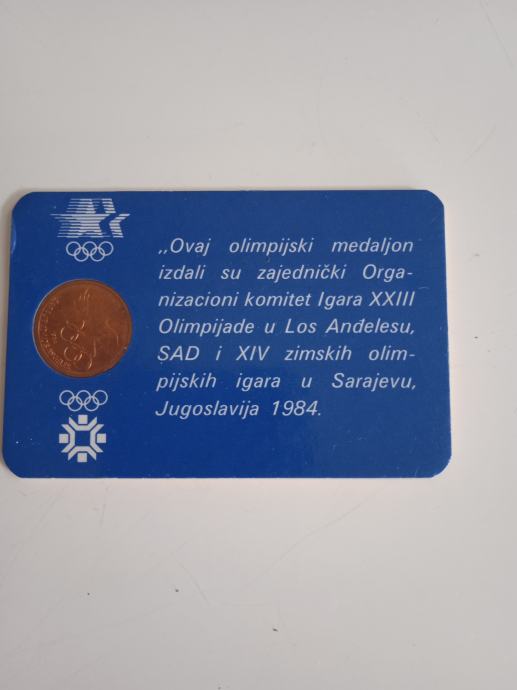 „Ovaj olimpijski medaljon
izdali su zajednički Orga-
nizacioni komitet Igara XXIII
Olimpijade u Los Anđelesu,
SAD i XIV zimskih olim-
pijskih igara u Sarajevu,
Jugoslavija 1984.